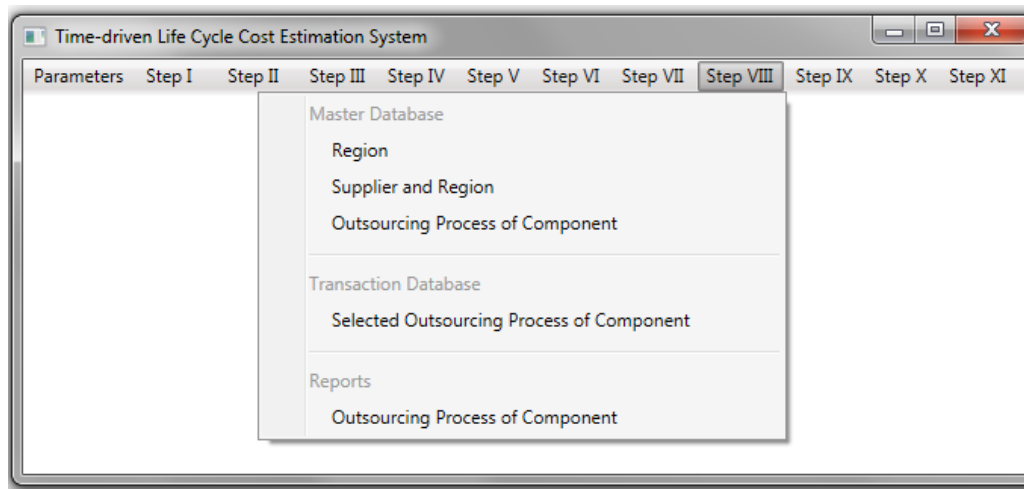 Time-driven Life Cycle Cost Estimation System
Parameters Step I Step II Step III Step IV Step V Step VI Step VII Step VIII Step IX Step X Step XI
Master Database
Region
Supplier and Region
Outsourcing Process of Component
Transaction Database
Selected Outsourcing Process of Component
Reports
Outsourcing Process of Component